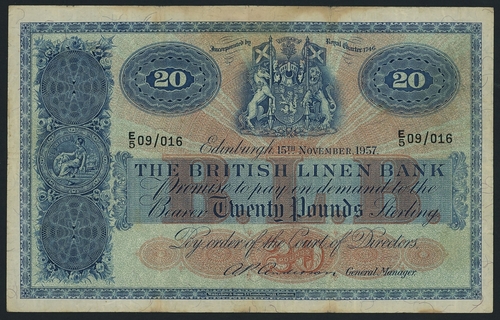 Incorporated by Royal Charter 1746
20 20
E/5 09/016 E/5 09/016
Edinburgh, 15TH NOVEMBER, 1957.
THE BRITISH LINEN BANK
Promise to pay on demand to the
Bearer Twenty Pounds Sterling
By order of the Court of Directors.
General Manager.